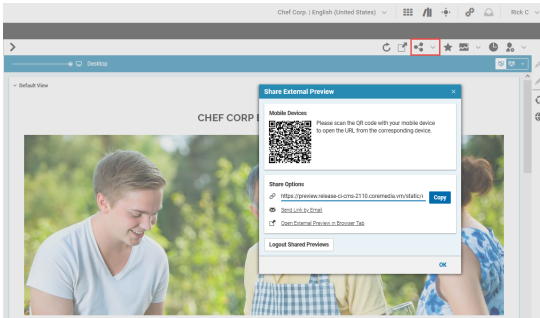 Chef Corp. | English (United States)
Rick C
Desktop
Default View
CHEF CORP
Share External Preview
Mobile Devices
Please scan the QR code with your mobile device
to open the URL from the corresponding device.
Share Options
https://preview.release-ci-cms-2110.coremedia.vm/static/
Copy
Send Link by Email
Open External Preview in Browser Tab
Logout Shared Previews
OK